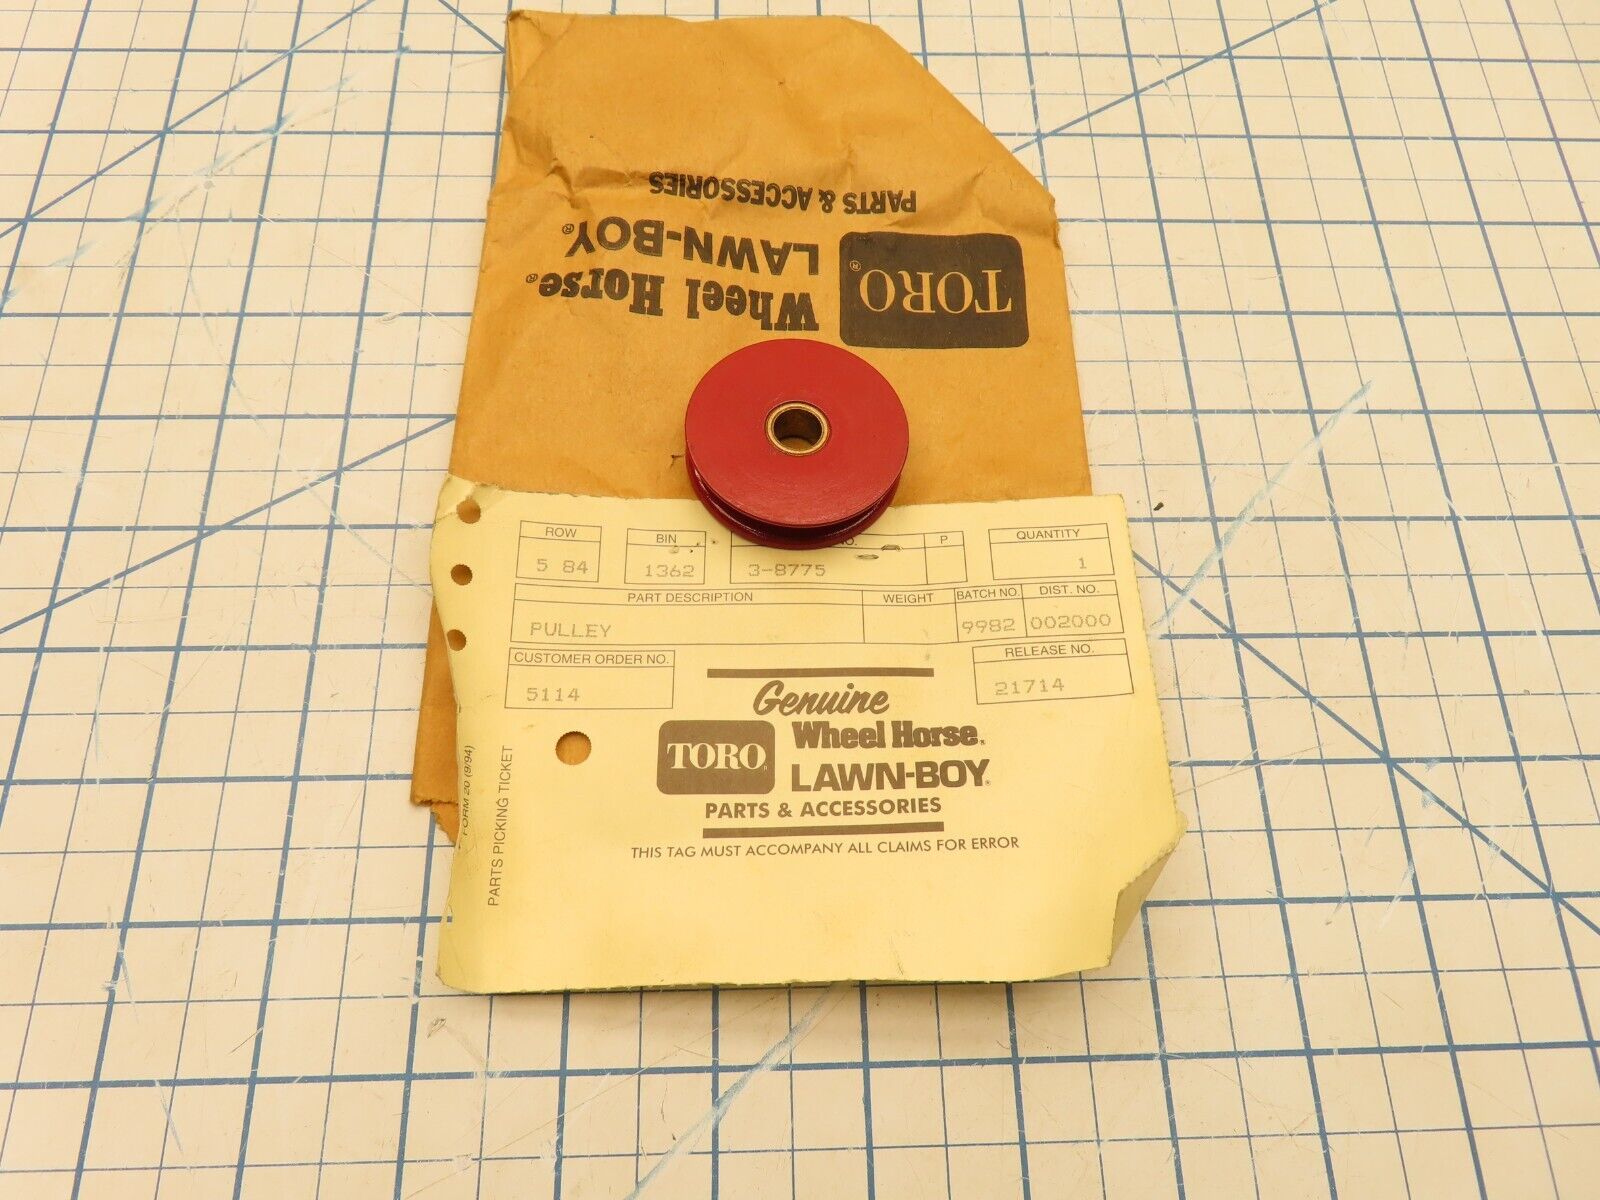 PARTS & ACCESSORIES
TORO®
Wheel Horse®
LAWN-BOY®
ROW
5 84
BIN
1362
NO.
3-8775
P
QUANTITY
1
PART DESCRIPTION
PULLEY
WEIGHT
BATCH NO.
9982
DIST. NO.
002000
CUSTOMER ORDER NO.
5114
RELEASE NO.
21714
Genuine
TORO®
Wheel Horse®
LAWN-BOY®
PARTS & ACCESSORIES
THIS TAG MUST ACCOMPANY ALL CLAIMS FOR ERROR
FORM 20 (9/94)
PARTS PICKING TICKET